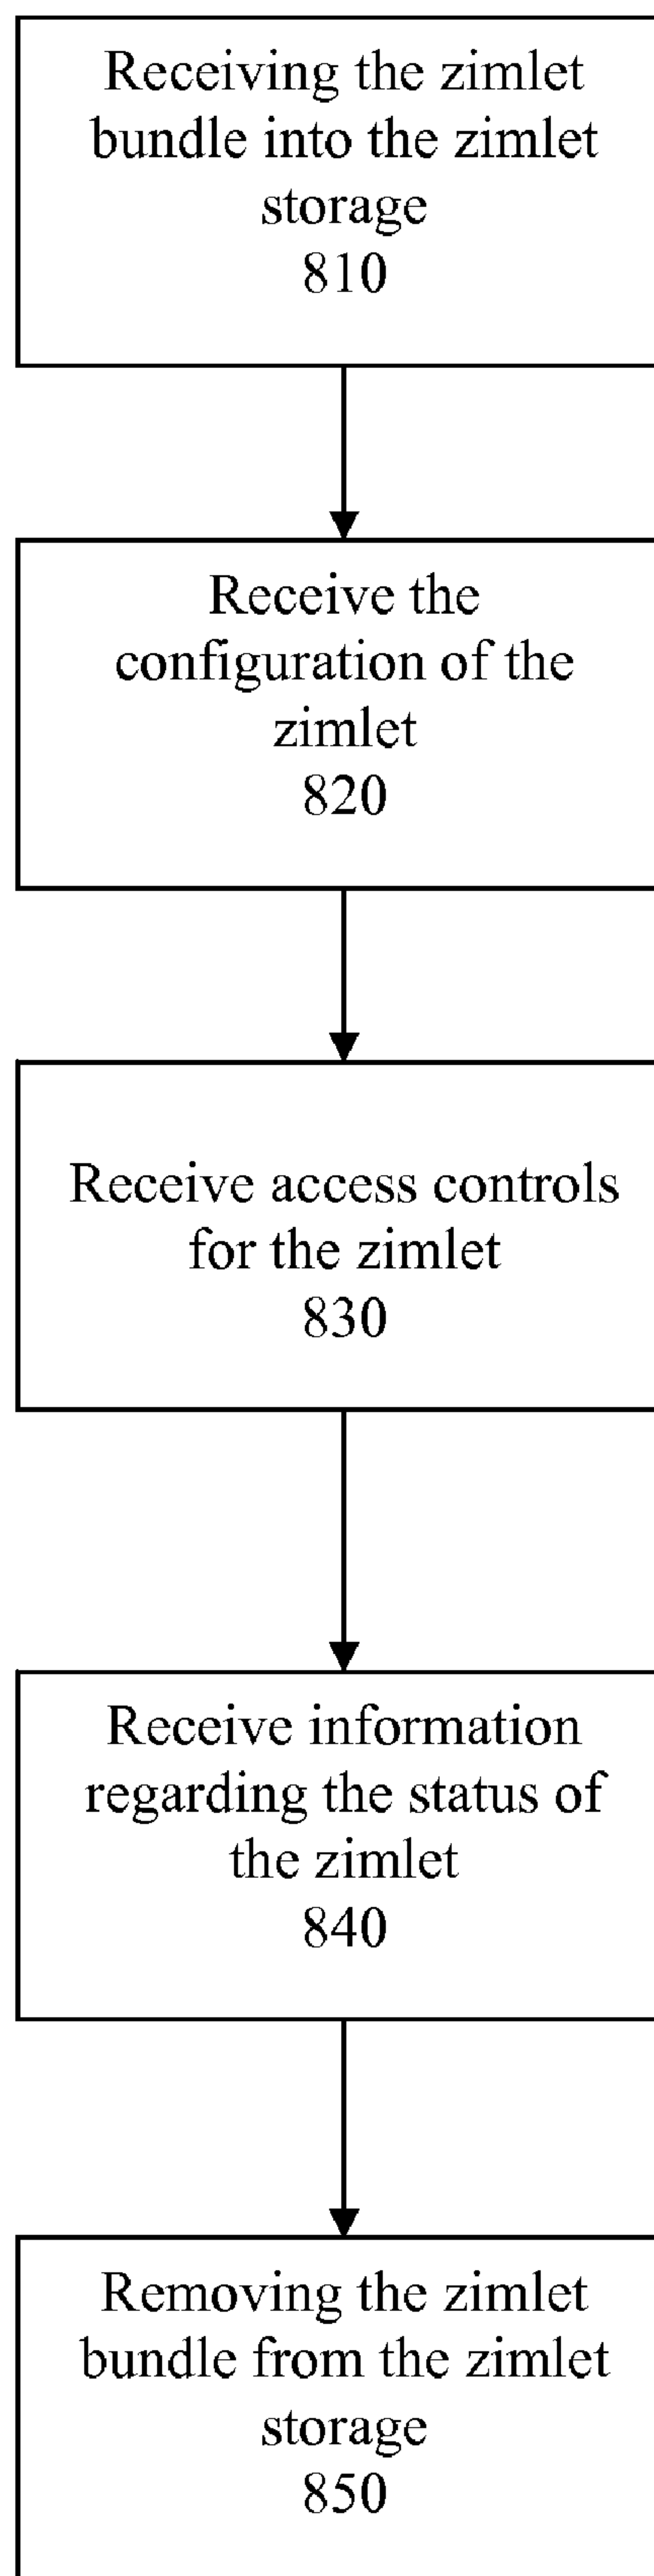 Receiving the zimlet
bundle into the zimlet
storage
810
Receive the
configuration of the
zimlet
820
Receive access controls
for the zimlet
830
Receive information
regarding the status of
the zimlet
840
Removing the zimlet
bundle from the zimlet
storage
850